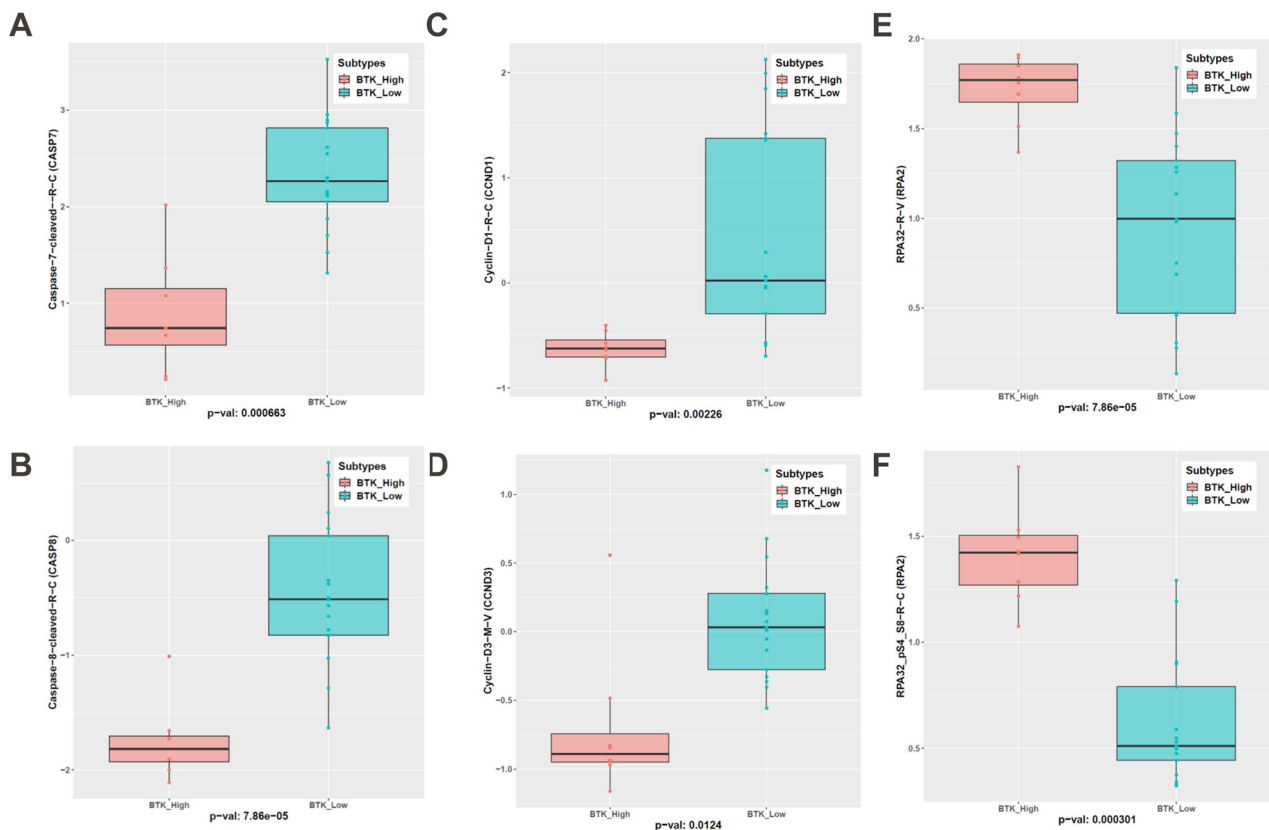 A
Caspase-7-cleaved--R-C (CASP7)
3
2
1
Subtypes
BTK_High
BTK_Low
BTK_High
BTK_Low
p-val: 0.000663
C
Cyclin-D1-R-C (CCND1)
2
1
0
-1
Subtypes
BTK_High
BTK_Low
BTK_High
BTK_Low
p-val: 0.00226
E
RPA32-R-V (RPA2)
2.0
1.5
1.0
0.5
Subtypes
BTK_High
BTK_Low
BTK_High
BTK_Low
p-val: 7.86e-05
B
Caspase-8-cleaved-R-C (CASP8)
0
-1
-2
Subtypes
BTK_High
BTK_Low
BTK_High
BTK_Low
p-val: 7.86e-05
D
Cyclin-D3-M-V (CCND3)
1.0
0.5
0.0
-0.5
-1.0
Subtypes
BTK_High
BTK_Low
BTK_High
BTK_Low
p-val: 0.0124
F
RPA32_pS4_S8-R-C (RPA2)
1.5
1.0
0.5
Subtypes
BTK_High
BTK_Low
BTK_High
BTK_Low
p-val: 0.000301